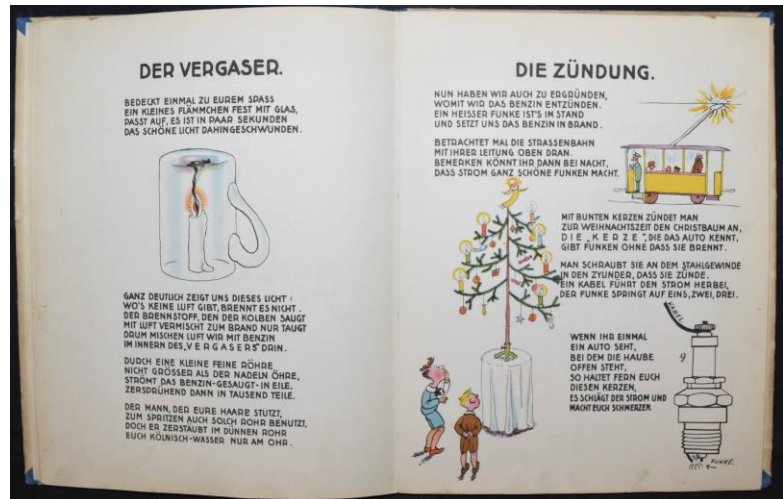 DER VERGASER.
BEDECKT EINMAL ZU EUREM SPASS
EIN KLEINES FLÄMMCHEN FEST MIT GLAS,
PASST AUF, ES IST IN PAAR SEKUNDEN
DAS SCHÖNE LICHT DAHINGESCHWUNDEN.
GANZ DEUTLICH ZEIGT UNS DIESES LICHT:
WO'S KEINE LUFT GIBT, BRENNT ES NICHT.
DER BRENNSTOFF, DEN DER KOLBEN SAUGT
MIT LUFT VERMISCHT ZUM BRAND NUR TAUGT
DRUM MISCHEN LUFT WIR MIT BENZIN
IM INNERN DES „VERGASERS" DRIN.
DURCH EINE KLEINE FEINE RÖHRE
NICHT GRÖSSER ALS DER NADELN ÖHRE,
STRÖMT DAS BENZIN-GESAUGT-IN EILE.
ZERSPRÜHEND DANN IN TAUSEND TEILE.
DER MANN, DER EURE HAARE STUTZT,
ZUM SPRITZEN AUCH SOLCH ROHR BENUTZT,
DOCH ER ZERSTÄUBT IM DÜNNEN ROHR
EUCH KÖLNISCH-WASSER NUR AM OHR.
DIE ZÜNDUNG.
NUN HABEN WIR AUCH ZU ERGRÜNDEN,
WOMIT WIR DAS BENZIN ENTZÜNDEN.
EIN HEISSER FUNKE IST'S IM STAND
UND SETZT UNS DAS BENZIN IN BRAND.
BETRACHTET MAL DIE STRASSENBAHN
MIT IHRER LEITUNG OBEN DRAN.
BEMERKEN KÖNNT IHR DANN BEI NACHT,
DASS STROM GANZ SCHÖNE FUNKEN MACHT.
MIT BUNTEN KERZEN ZÜNDET MAN
ZUR WEIHNACHTSZEIT DEN CHRISTBAUM AN,
DIE „KERZE", DIE DAS AUTO KENNT,
GIBT FUNKEN OHNE DASS SIE BRENNT.
MAN SCHRAUBT SIE AN DEM STAHLGEWINDE
IN DEN ZYLINDER, DASS SIE ZÜNDE.
EIN KABEL FÜHRT DEN STROM HERBEI,
DER FUNKE SPRINGT AUF EINS, ZWEI, DREI.
WENN IHR EINMAL
EIN AUTO SEHT,
BEI DEM DIE HAUBE
OFFEN STEHT,
SO HALTET FERN EUCH
DIESEN KERZEN,
ES SCHLÄGT DER STROM UND
MACHT EUCH SCHMERZEN.
KABEL
FUNKE.